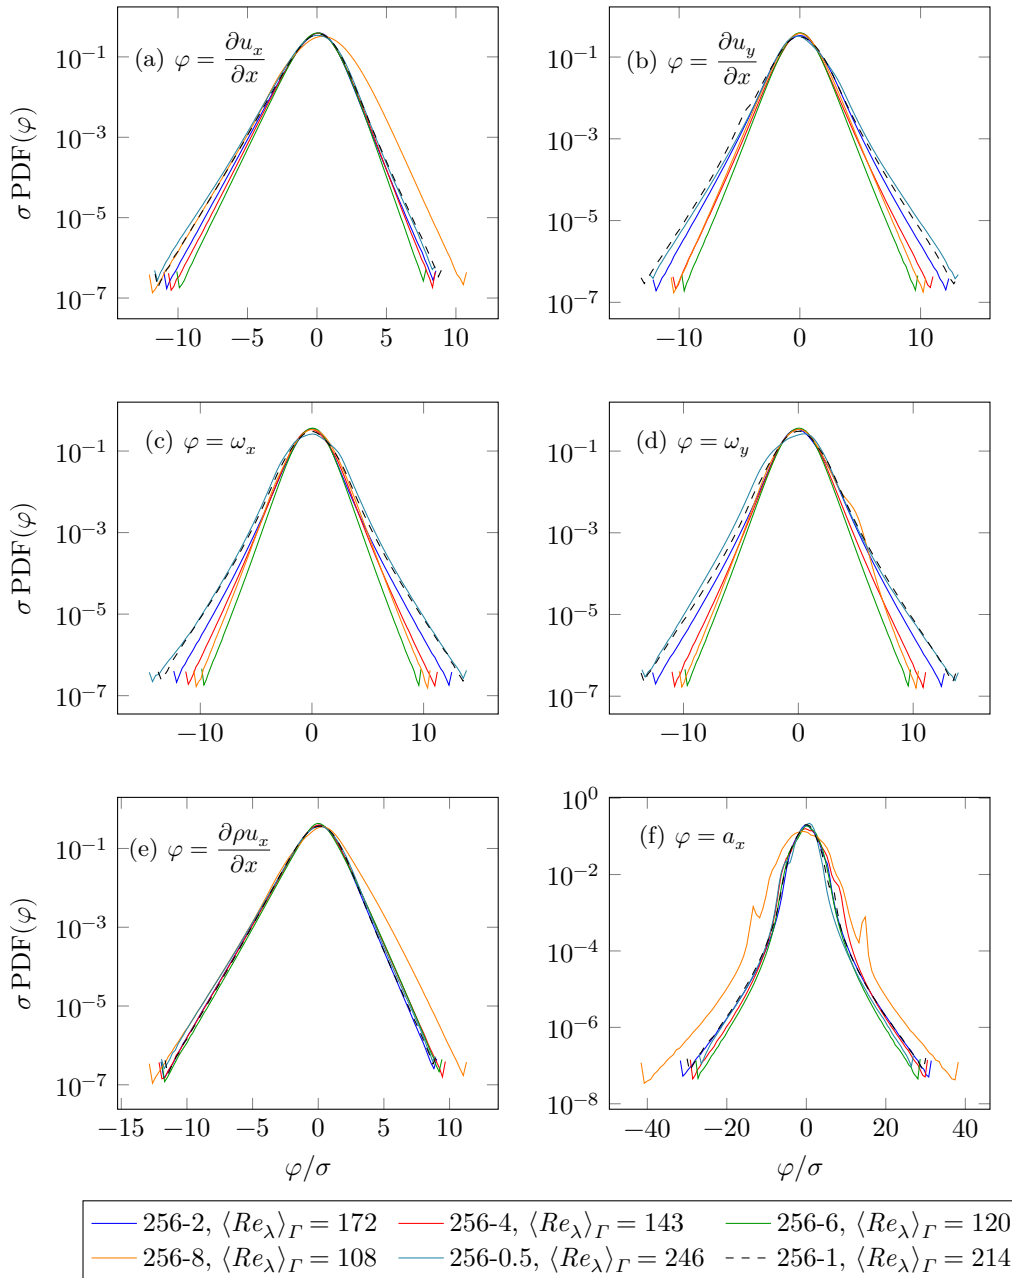 10^{-1}
10^{-3}
10^{-5}
10^{-7}
σ PDF(φ)
(a) φ = ∂u_x/∂x
−10 −5 0 5 10
10^{-1}
10^{-3}
10^{-5}
10^{-7}
(b) φ = ∂u_y/∂x
−10 0 10
10^{-1}
10^{-3}
10^{-5}
10^{-7}
σ PDF(φ)
(c) φ = ω_x
−10 0 10
10^{-1}
10^{-3}
10^{-5}
10^{-7}
(d) φ = ω_y
−10 0 10
10^{-1}
10^{-3}
10^{-5}
10^{-7}
σ PDF(φ)
(e) φ = ∂ρu_x/∂x
−15 −10 −5 0 5 10
φ/σ
10^{0}
10^{-2}
10^{-4}
10^{-6}
10^{-8}
(f) φ = a_x
−40 −20 0 20 40
φ/σ
256-2, ⟨Re_λ⟩_Γ = 172 256-4, ⟨Re_λ⟩_Γ = 143 256-6, ⟨Re_λ⟩_Γ = 120
256-8, ⟨Re_λ⟩_Γ = 108 256-0.5, ⟨Re_λ⟩_Γ = 246 256-1, ⟨Re_λ⟩_Γ = 214